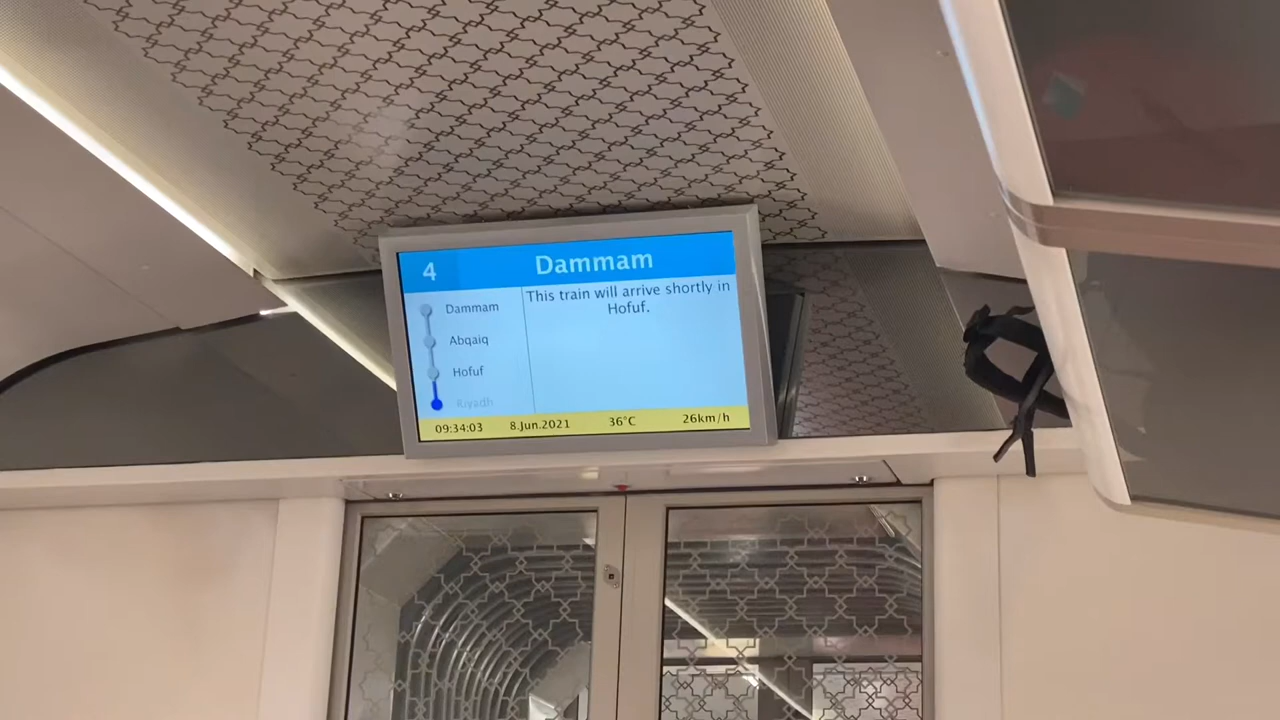 4
Dammam
Dammam
Abqaiq
Hofuf
Riyadh
This train will arrive shortly in
Hofuf.
09:34:03 8.Jun.2021 36°C 26km/h